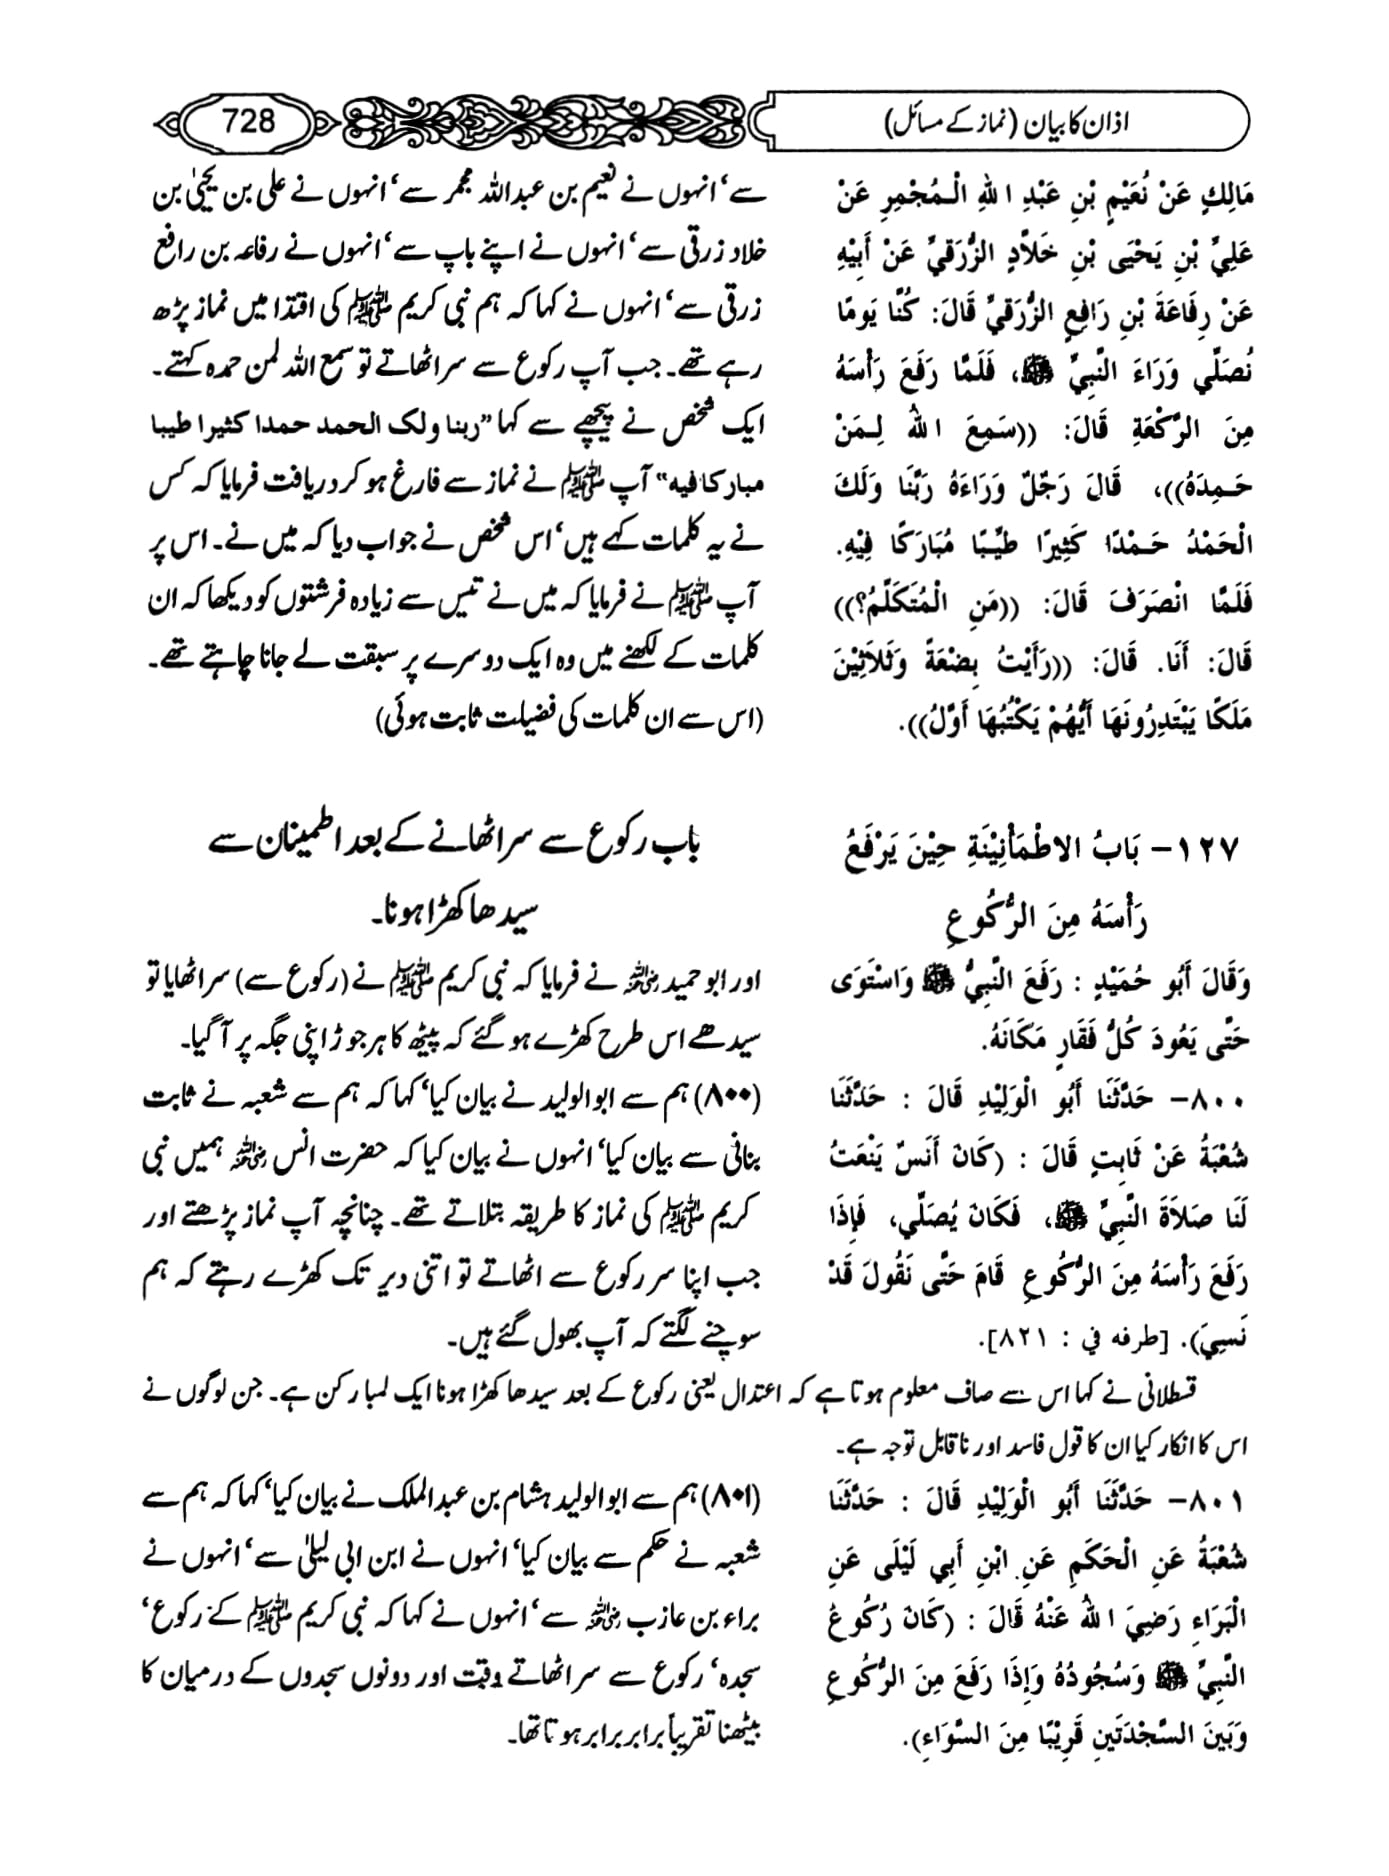 اذان کا بیان (نماز کے مسائل)
728
مَالِكٍ عَنْ نُعَيْمِ بْنِ عَبْدِ اللهِ الْـمُجْمِرِ عَنْ
عَلِيِّ بْنِ يَحْيَى بْنِ خَلاَّدٍ الزُّرَقِيِّ عَنْ أَبِيْهِ
عَنْ رِفَاعَةَ بْنِ رَافِعٍ الزُّرَقِيِّ قَالَ: كُنَّا يَومًا
نُصَلِّي وَرَاءَ النَّبِيِّ ﷺ، فَلَمَّا رَفَعَ رَأْسَهُ
مِنَ الرَّكْعَةِ قَالَ: ((سَمِعَ اللهُ لِـمَنْ
حَـمِدَهُ))، قَالَ رَجُلٌ وَرَاءَهُ رَبَّنَا وَلَكَ
الْحَمْدُ حَـمْدًا كَثِيرًا طَيِّبًا مُبَارَكًا فِيْهِ.
فَلَمَّا انْصَرَفَ قَالَ: ((مَنِ الْمُتَكَلِّمُ؟))
قَالَ: أَنَا. قَالَ: ((رَأَيْتُ بِضْعَةً وَثَلاَثِيْنَ
مَلَكًا يَبْتَدِرُونَهَا أَيُّهُمْ يَكْتُبُهَا أَوَّلُ)).
سے‘ انہوں نے نعیم بن عبداللہ مجمر سے‘ انہوں نے علی بن یحییٰ بن
خلاد زرقی سے‘ انہوں نے اپنے باپ سے‘ انہوں نے رفاعہ بن رافع
زرقی سے‘ انہوں نے کہا کہ ہم نبی کریم ﷺ کی اقتدا میں نماز پڑھ
رہے تھے۔ جب آپ رکوع سے سر اٹھاتے تو سمع اللہ لمن حمدہ کہتے۔
ایک شخص نے پیچھے سے کہا ”ربنا ولک الحمد حمدا کثیرا طیبا
مبارکا فیه“ آپ ﷺ نے نماز سے فارغ ہو کر دریافت فرمایا کہ کس
نے یہ کلمات کہے ہیں‘ اس شخص نے جواب دیا کہ میں نے۔ اس پر
آپ ﷺ نے فرمایا کہ میں نے تیس سے زیادہ فرشتوں کو دیکھا کہ ان
کلمات کے لکھنے میں وہ ایک دوسرے پر سبقت لے جانا چاہتے تھے۔
(اس سے ان کلمات کی فضیلت ثابت ہوئی)
١٢٧- بَابُ الاطْمَأْنِيْنَةِ حِيْنَ يَرْفَعُ
رَأْسَهُ مِنَ الرُّكُوعِ
باب رکوع سے سر اٹھانے کے بعد اطمینان سے
سیدھا کھڑا ہونا۔
وَقَالَ أَبُو حُمَيْدٍ : رَفَعَ النَّبِيُّ ﷺ وَاسْتَوَى
حَتَّى يَعُودَ كُلُّ فَقَارٍ مَكَانَهُ.
٨٠٠- حَدَّثَنَا أَبُو الْوَلِيْدِ قَالَ : حَدَّثَنَا
شُعْبَةُ عَنْ ثَابِتٍ قَالَ : (كَانَ أَنَسٌ يَنْعَتُ
لَنَا صَلاَةَ النَّبِيِّ ﷺ، فَكَانَ يُصَلِّي، فَإِذَا
رَفَعَ رَأْسَهُ مِنَ الرُّكُوعِ قَامَ حَتَّى نَقُولَ قَدْ
نَسِيَ). [طرفه في : ٨٢١].
اور ابو حمید رضی اللہ عنہ نے فرمایا کہ نبی کریم ﷺ نے (رکوع سے) سر اٹھایا تو
سیدھے اس طرح کھڑے ہو گئے کہ پیٹھ کا ہر جوڑ اپنی جگہ پر آ گیا۔
(۸۰۰) ہم سے ابوالولید نے بیان کیا‘ کہا کہ ہم سے شعبہ نے ثابت
بنانی سے بیان کیا‘ انہوں نے بیان کیا کہ حضرت انس رضی اللہ عنہ ہمیں نبی
کریم ﷺ کی نماز کا طریقہ بتلاتے تھے۔ چنانچہ آپ نماز پڑھتے اور
جب اپنا سر رکوع سے اٹھاتے تو اتنی دیر تک کھڑے رہتے کہ ہم
سوچنے لگتے کہ آپ بھول گئے ہیں۔
قسطلانی نے کہا اس سے صاف معلوم ہوتا ہے کہ اعتدال یعنی رکوع کے بعد سیدھا کھڑا ہونا ایک لمبا رکن ہے۔ جن لوگوں نے
اس کا انکار کیا ان کا قول فاسد اور ناقابل توجہ ہے۔
٨٠١- حَدَّثَنَا أَبُو الْوَلِيْدِ قَالَ : حَدَّثَنَا
شُعْبَةُ عَنِ الْحَكَمِ عَنِ ابْنِ أَبِي لَيْلَى عَنِ
الْبَرَاءِ رَضِيَ اللهُ عَنْهُ قَالَ : (كَانَ رُكُوعُ
النَّبِيِّ ﷺ وَسُجُودُهُ وَإِذَا رَفَعَ مِنَ الرُّكُوعِ
وَبَينَ السَّجْدَتَينِ قَرِيْبًا مِنَ السَّوَاءِ).
(۸۰۱) ہم سے ابوالولید ہشام بن عبدالملک نے بیان کیا‘ کہا کہ ہم سے
شعبہ نے حکم سے بیان کیا‘ انہوں نے ابن ابی لیلیٰ سے‘ انہوں نے
براء بن عازب رضی اللہ عنہ سے‘ انہوں نے کہا کہ نبی کریم ﷺ کے رکوع‘
سجدہ‘ رکوع سے سر اٹھاتے وقت اور دونوں سجدوں کے درمیان کا
بیٹھنا تقریباً برابر برابر ہوتا تھا۔